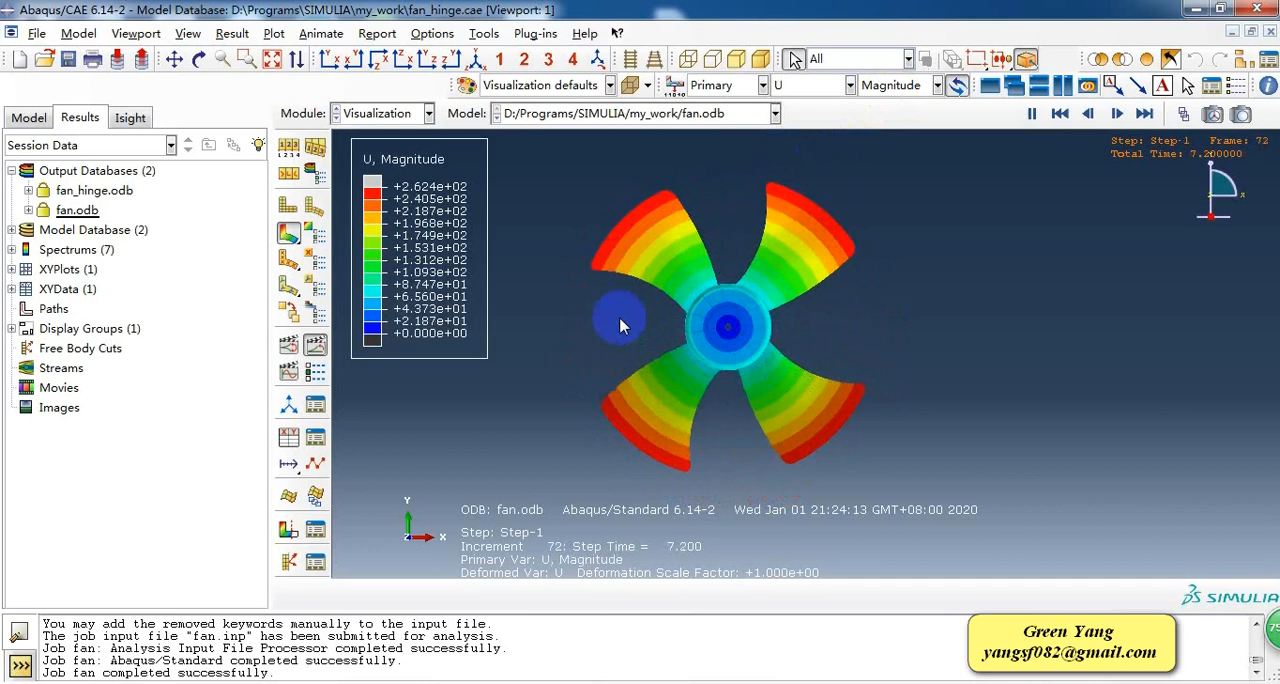 Abaqus/CAE 6.14-2 - Model Database: D:\Programs\SIMULIA\my_work\fan_hinge.cae [Viewport: 1]
File Model Viewport View Result Plot Animate Report Options Tools Plug-ins Help
1 2 3 4 All
Visualization defaults Primary U Magnitude
Model Results Isight Module: Visualization Model: D:/Programs/SIMULIA/my_work/fan.odb
Session Data
Output Databases (2)
fan_hinge.odb
fan.odb
Model Database (2)
Spectrums (7)
XYPlots (1)
XYData (1)
Paths
Display Groups (1)
Free Body Cuts
Streams
Movies
Images
U, Magnitude
+2.624e+02
+2.405e+02
+2.187e+02
+1.968e+02
+1.749e+02
+1.531e+02
+1.312e+02
+1.093e+02
+8.747e+01
+6.560e+01
+4.373e+01
+2.187e+01
+0.000e+00
Step: Step-1 Frame: 72
Total Time: 7.200000
X
Y
X
ODB: fan.odb Abaqus/Standard 6.14-2 Wed Jan 01 21:24:13 GMT+08:00 2020
Step: Step-1
Increment 72: Step Time = 7.200
Primary Var: U, Magnitude
Deformed Var: U Deformation Scale Factor: +1.000e+00
SIMULIA
You may add the removed keywords manually to the input file.
The job input file "fan.inp" has been submitted for analysis.
Job fan: Analysis Input File Processor completed successfully.
Job fan: Abaqus/Standard completed successfully.
Job fan completed successfully.
>>>
Green Yang
yangsf082@gmail.com